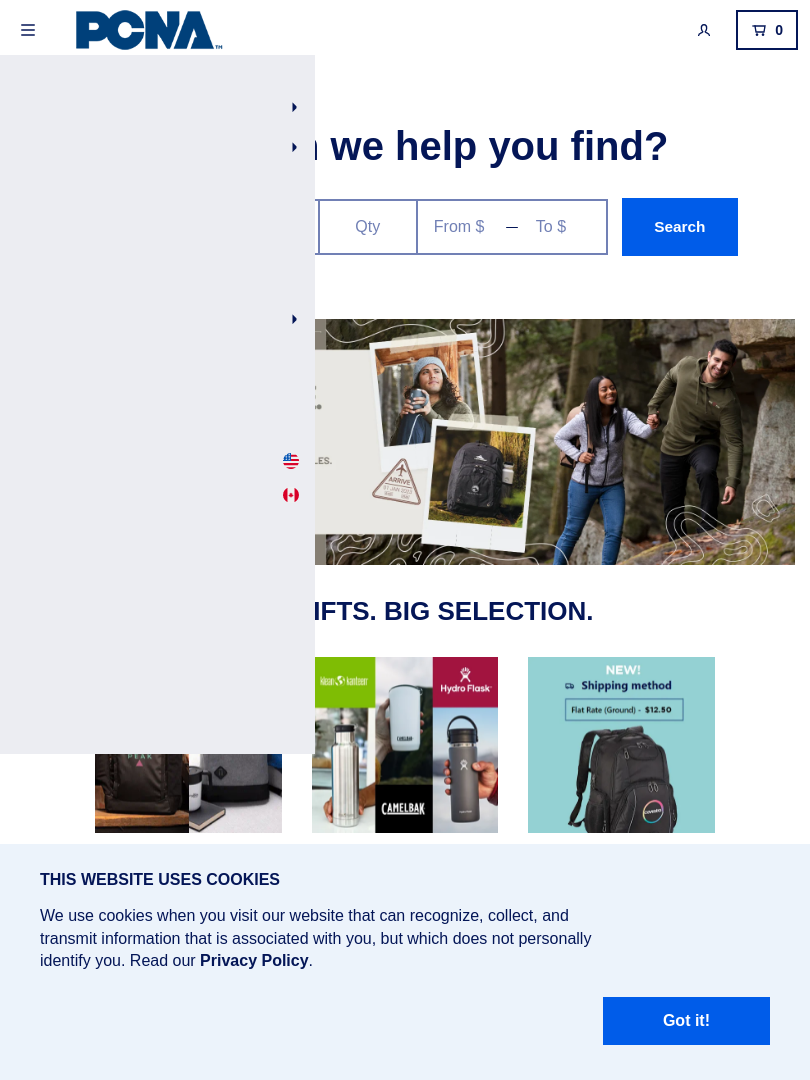 PCNA™
0
we help you find?
Qty
From $
—
To $
Search
LES.
ARRIVE
IFTS. BIG SELECTION.
PEAK
klean kanteen
CAMELBAK
CAMELBAK
Hydro Flask
NEW!
Shipping method
Flat Rate (Ground) - $12.50
THIS WEBSITE USES COOKIES
We use cookies when you visit our website that can recognize, collect, and
transmit information that is associated with you, but which does not personally
identify you. Read our Privacy Policy.
Got it!